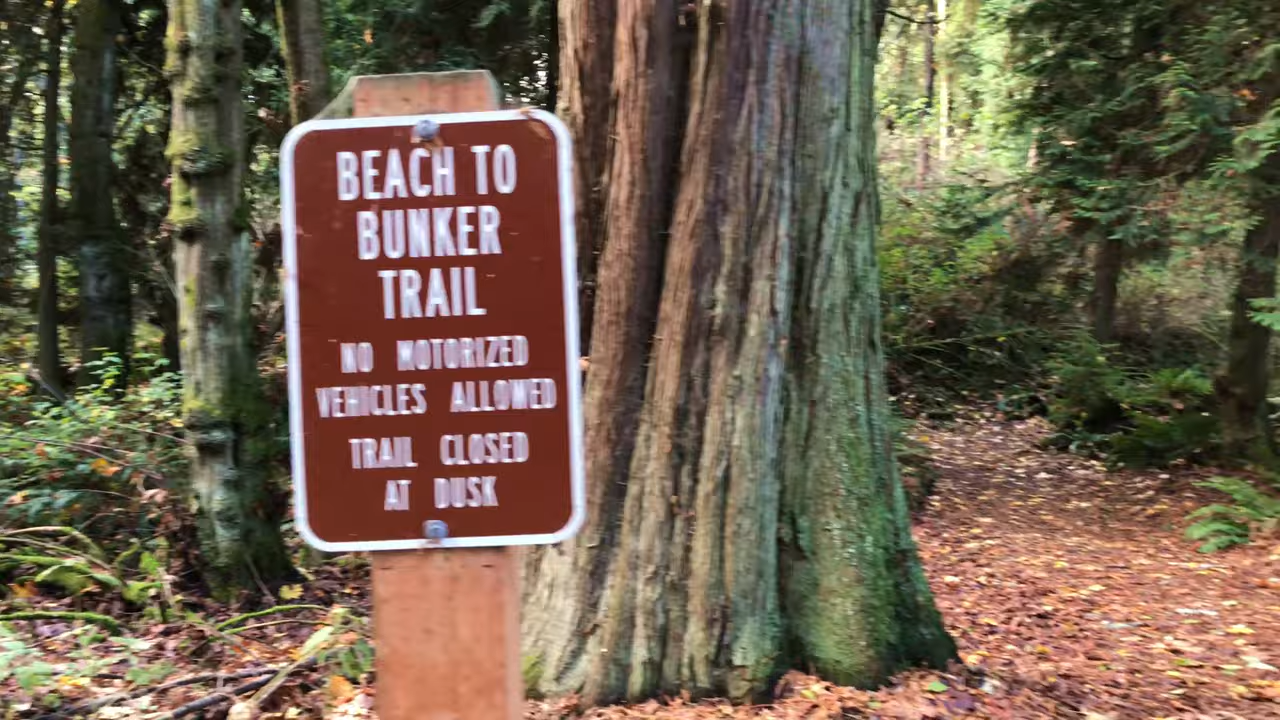 BEACH TO
BUNKER
TRAIL
NO MOTORIZED
VEHICLES ALLOWED
TRAIL CLOSED
AT DUSK